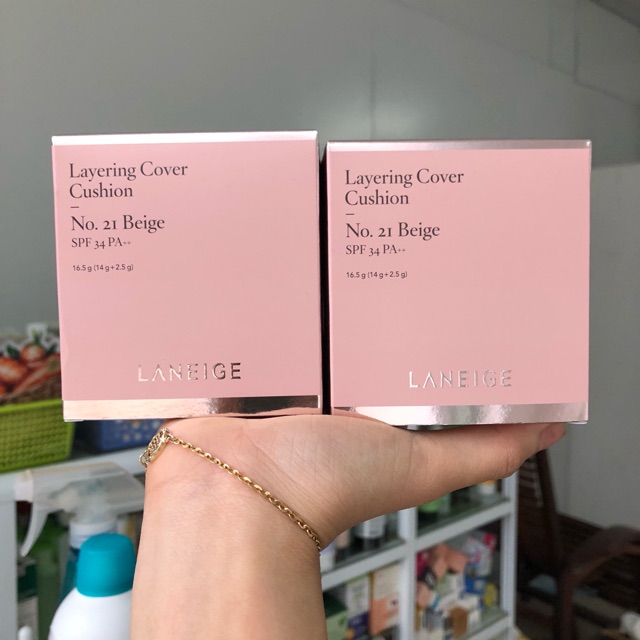 Layering Cover
Cushion
–
No. 21 Beige
SPF 34 PA++
16.5 g (14 g + 2.5 g)
LANEIGE
Layering Cover
Cushion
–
No. 21 Beige
SPF 34 PA++
16.5 g (14 g + 2.5 g)
LANEIGE